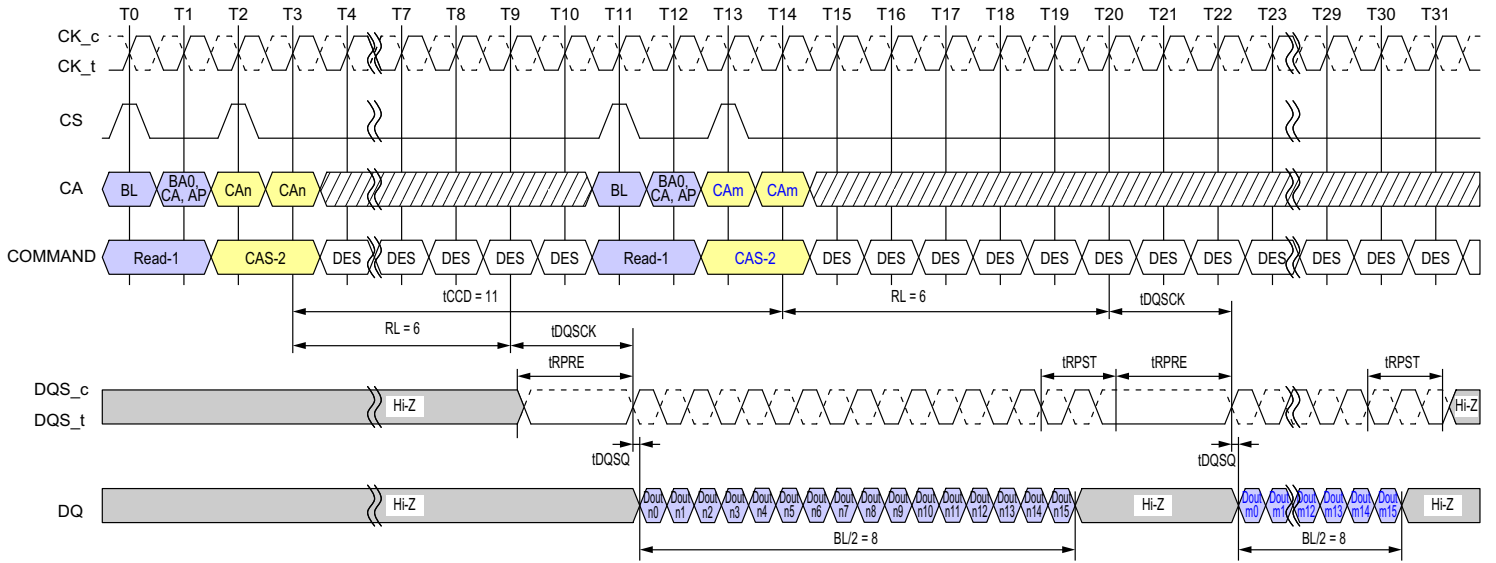 T0 T1 T2 T3 T4 T7 T8 T9 T10 T11 T12 T13 T14 T15 T16 T17 T18 T19 T20 T21 T22 T23 T29 T30 T31
CK_c
CK_t
CS
CA BL BA0, CA, AP CAn CAn BL BA0, CA, AP CAm CAm
COMMAND Read-1 CAS-2 DES DES DES DES DES Read-1 CAS-2 DES DES DES DES DES DES DES DES DES DES DES DES
tCCD = 11 RL = 6 tDQSCK
RL = 6 tDQSCK
tRPRE tRPST tRPRE tRPST
DQS_c
Hi-Z Hi-Z
DQS_t
tDQSQ tDQSQ
DQ Hi-Z Dout n0 Dout n1 Dout n2 Dout n3 Dout n4 Dout n5 Dout n6 Dout n7 Dout n8 Dout n9 Dout n10 Dout n11 Dout n12 Dout n13 Dout n14 Dout n15 Hi-Z Dout m0 Dout m1 Dout m12 Dout m13 Dout m14 Dout m15 Hi-Z
BL/2 = 8 BL/2 = 8